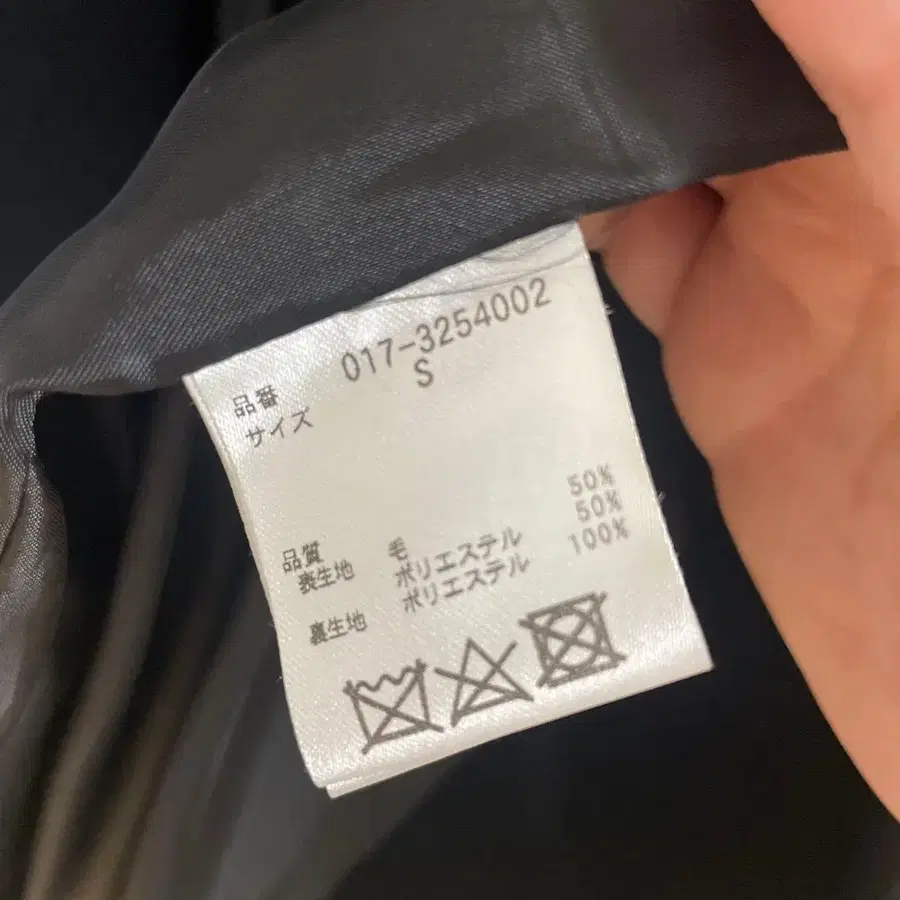 品番 017-3254002
サイズ S
品質
表生地 毛 50%
ポリエステル 50%
裏生地 ポリエステル 100%